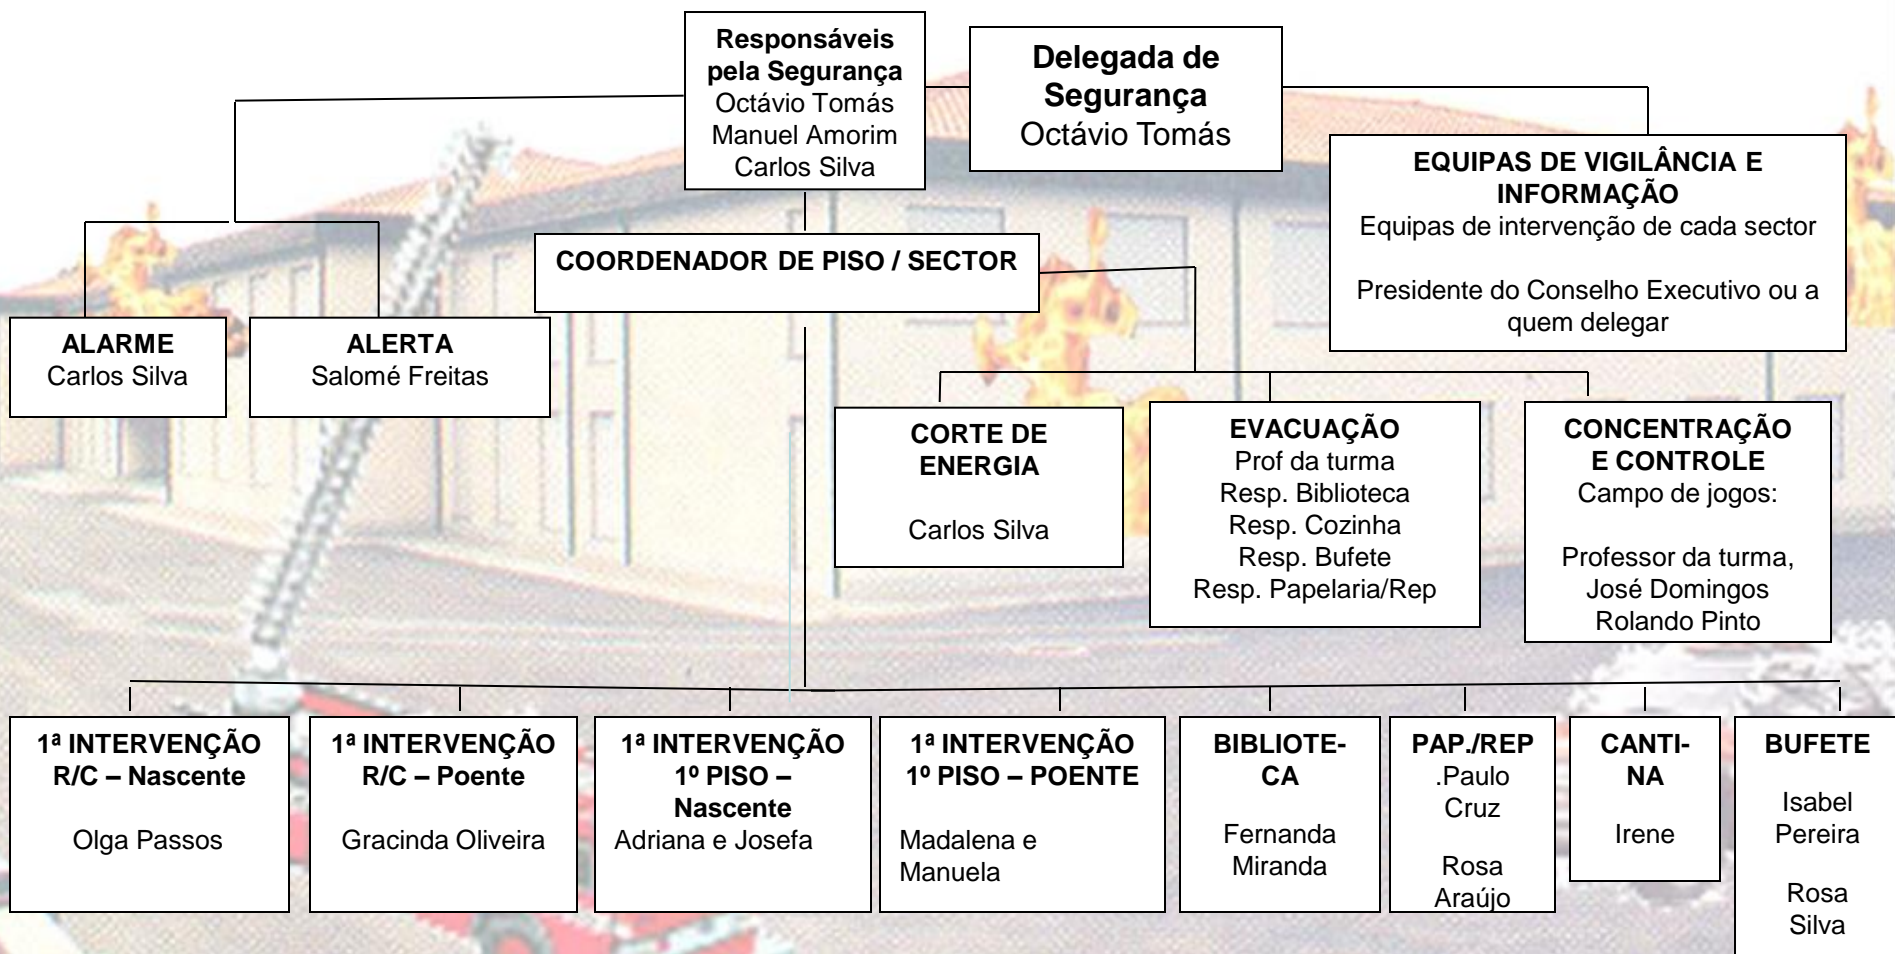 Responsáveis
pela Segurança
Octávio Tomás
Manuel Amorim
Carlos Silva
Delegada de
Segurança
Octávio Tomás
EQUIPAS DE VIGILÂNCIA E
INFORMAÇÃO
Equipas de intervenção de cada sector
Presidente do Conselho Executivo ou a
quem delegar
COORDENADOR DE PISO / SECTOR
ALARME
Carlos Silva
ALERTA
Salomé Freitas
CORTE DE
ENERGIA
Carlos Silva
EVACUAÇÃO
Prof da turma
Resp. Biblioteca
Resp. Cozinha
Resp. Bufete
Resp. Papelaria/Rep
CONCENTRAÇÃO
E CONTROLE
Campo de jogos:
Professor da turma,
José Domingos
Rolando Pinto
1ª INTERVENÇÃO
R/C – Nascente
Olga Passos
1ª INTERVENÇÃO
R/C – Poente
Gracinda Oliveira
1ª INTERVENÇÃO
1º PISO –
Nascente
Adriana e Josefa
1ª INTERVENÇÃO
1º PISO – POENTE
Madalena e
Manuela
BIBLIOTE-
CA
Fernanda
Miranda
PAP./REP
.Paulo
Cruz
Rosa
Araújo
CANTI-
NA
Irene
BUFETE
Isabel
Pereira
Rosa
Silva